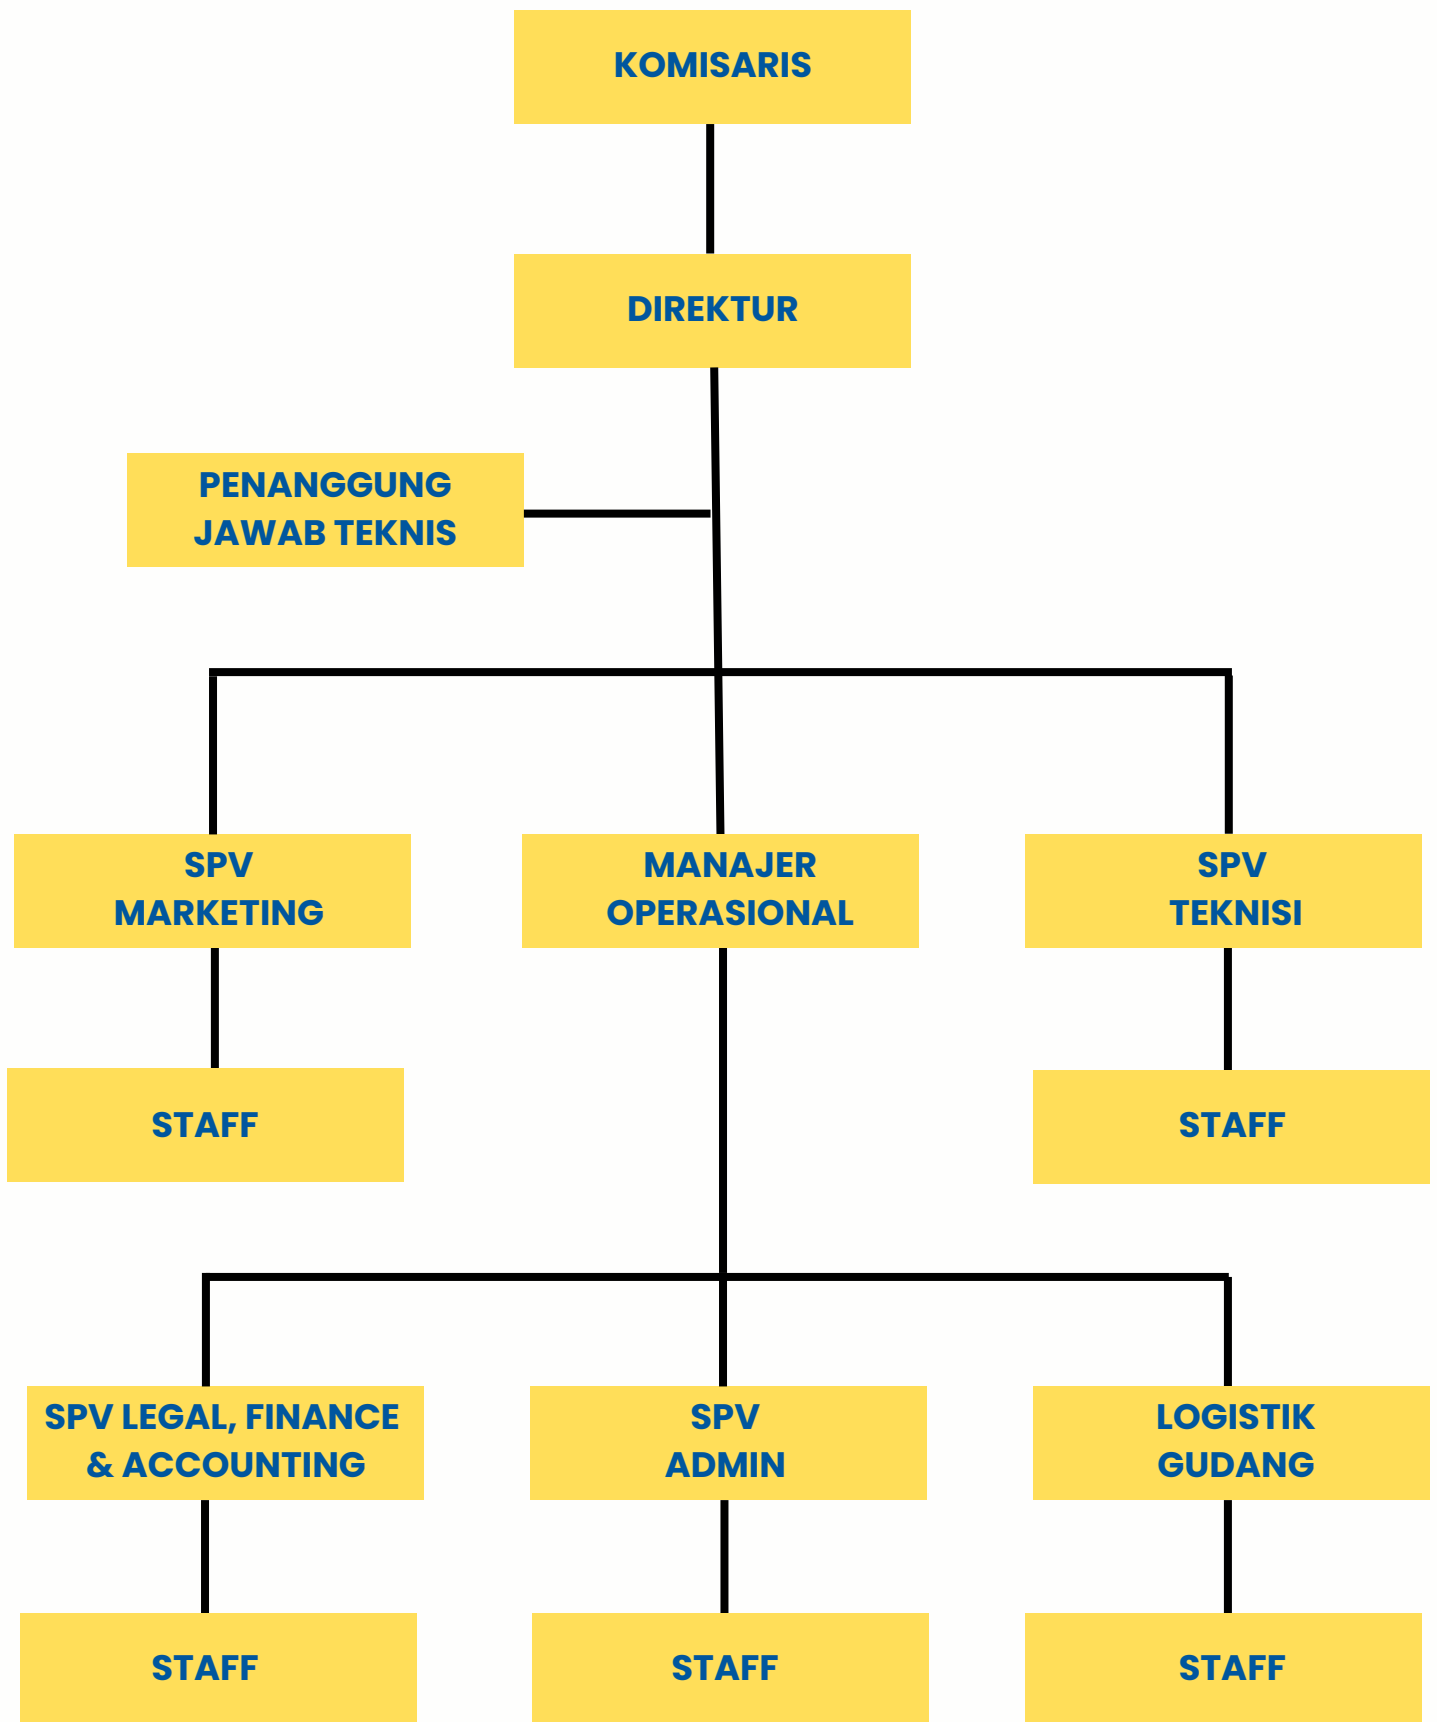 KOMISARIS
DIREKTUR
PENANGGUNG
JAWAB TEKNIS
SPV
MARKETING
MANAJER
OPERASIONAL
SPV
TEKNISI
STAFF
STAFF
SPV LEGAL, FINANCE
& ACCOUNTING
SPV
ADMIN
LOGISTIK
GUDANG
STAFF
STAFF
STAFF